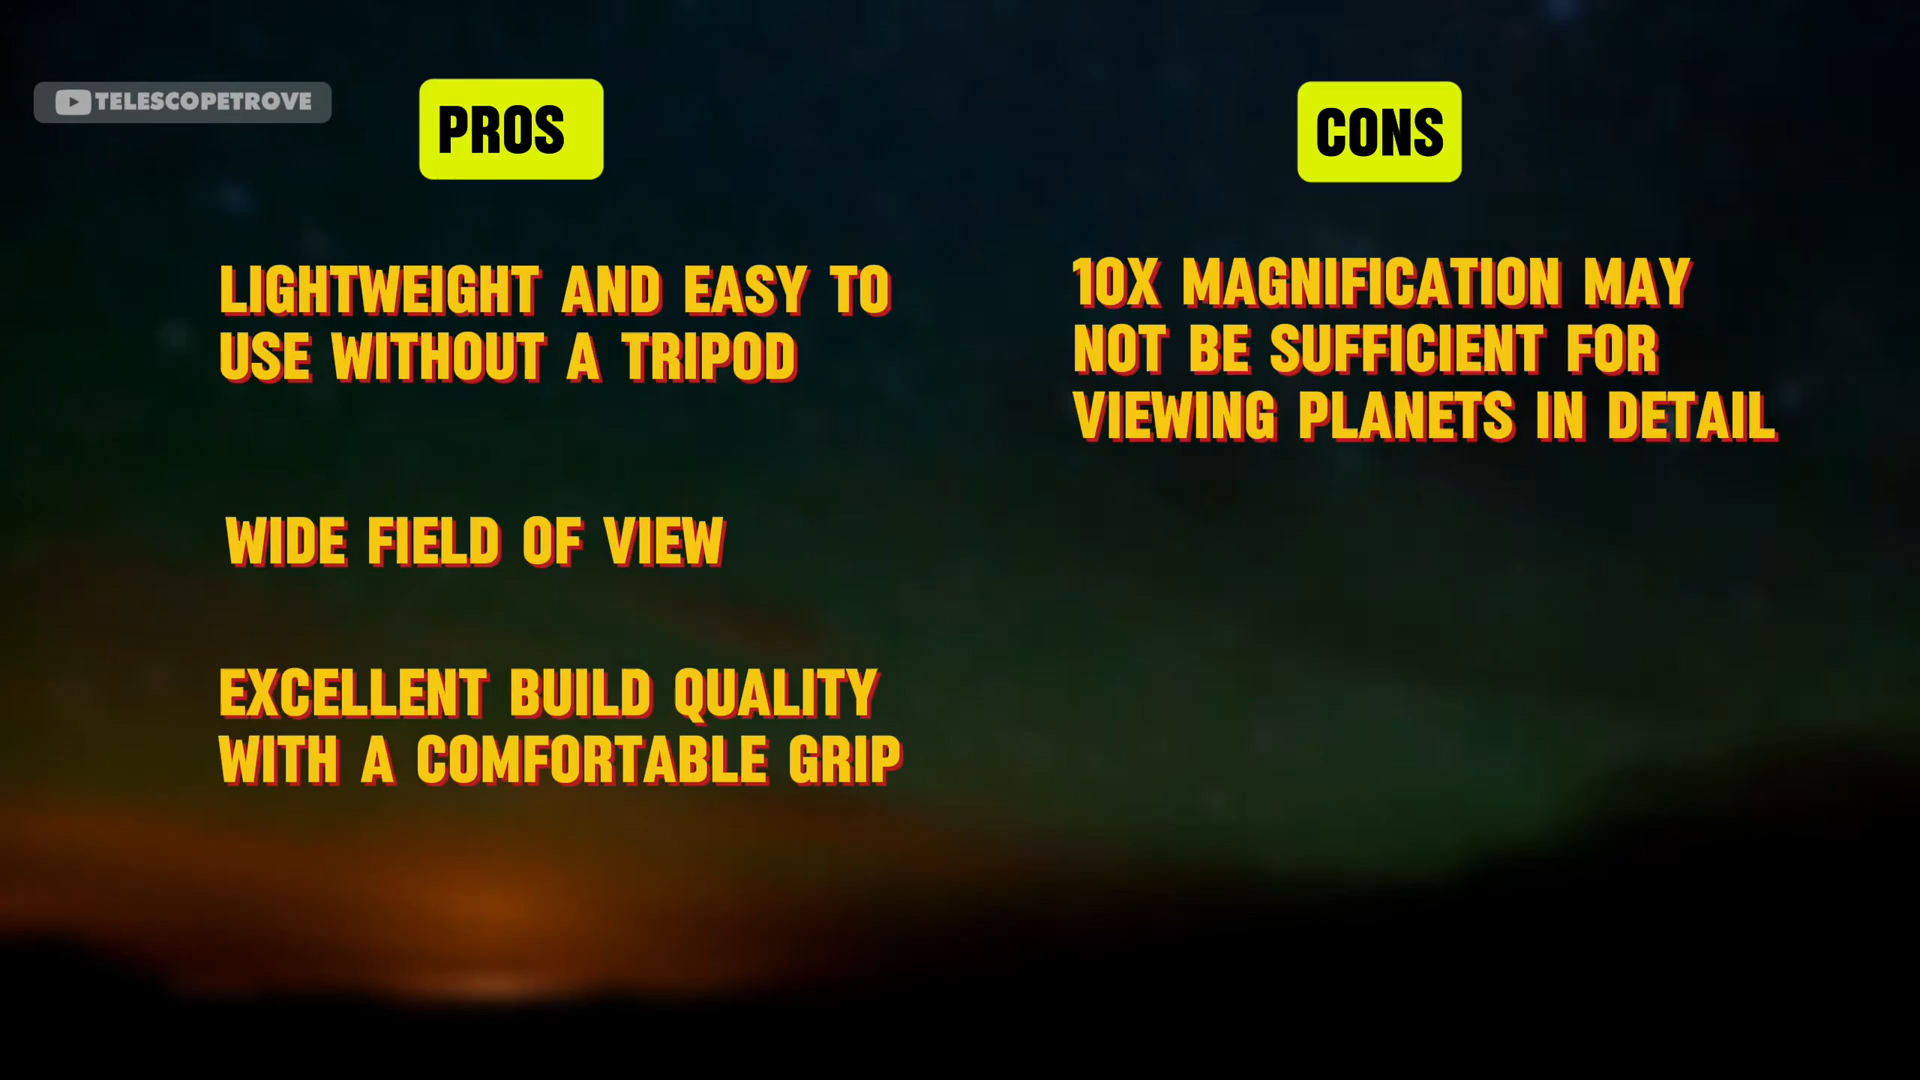 TELESCOPETROVE
PROS
LIGHTWEIGHT AND EASY TO
USE WITHOUT A TRIPOD
WIDE FIELD OF VIEW
EXCELLENT BUILD QUALITY
WITH A COMFORTABLE GRIP
CONS
10X MAGNIFICATION MAY
NOT BE SUFFICIENT FOR
VIEWING PLANETS IN DETAIL